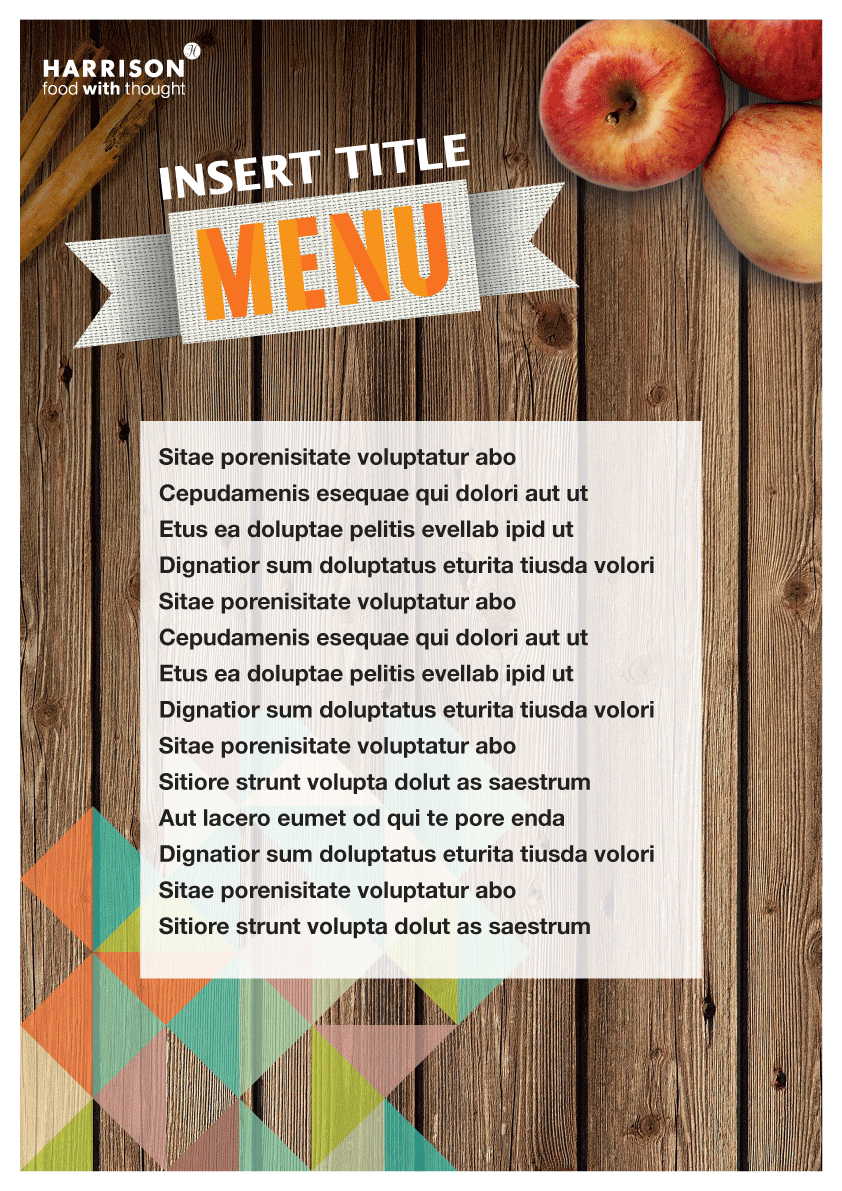 HARRISON
food with thought
INSERT TITLE
MENU
Sitae porenisitate voluptatur abo
Cepudamenis esequae qui dolori aut ut
Etus ea doluptae pelitis evellab ipid ut
Dignatior sum doluptatus eturita tiusda volori
Sitae porenisitate voluptatur abo
Cepudamenis esequae qui dolori aut ut
Etus ea doluptae pelitis evellab ipid ut
Dignatior sum doluptatus eturita tiusda volori
Sitae porenisitate voluptatur abo
Sitiore strunt volupta dolut as saestrum
Aut lacero eumet od qui te pore enda
Dignatior sum doluptatus eturita tiusda volori
Sitae porenisitate voluptatur abo
Sitiore strunt volupta dolut as saestrum